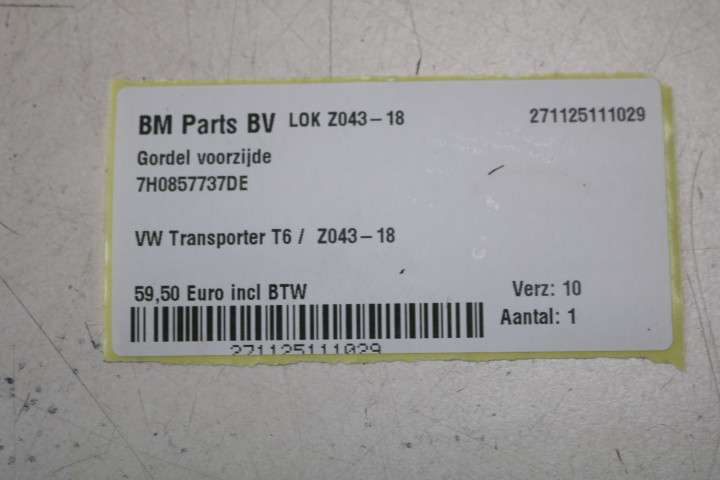 BM Parts BV LOK Z043-18 271125111029
Gordel voorzijde
7H0857737DE
VW Transporter T6 / Z043-18
59,50 Euro incl BTW Verz: 10
Aantal: 1
271125111029